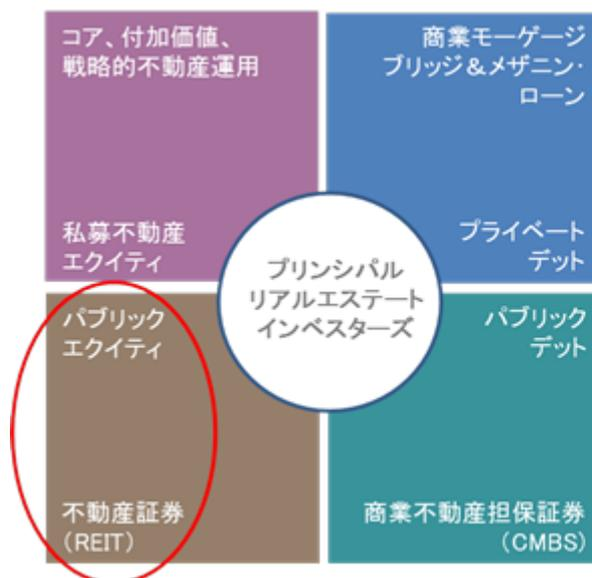 コア、付加価値、
戦略的不動産運用
私募不動産
エクイティ
商業モーゲージ
ブリッジ＆メザニン・
ローン
プライベート
デット
プリンシパル
リアルエステート
インベスターズ
パブリック
エクイティ
不動産証券
(REIT)
パブリック
デット
商業不動産担保証券
(CMBS)